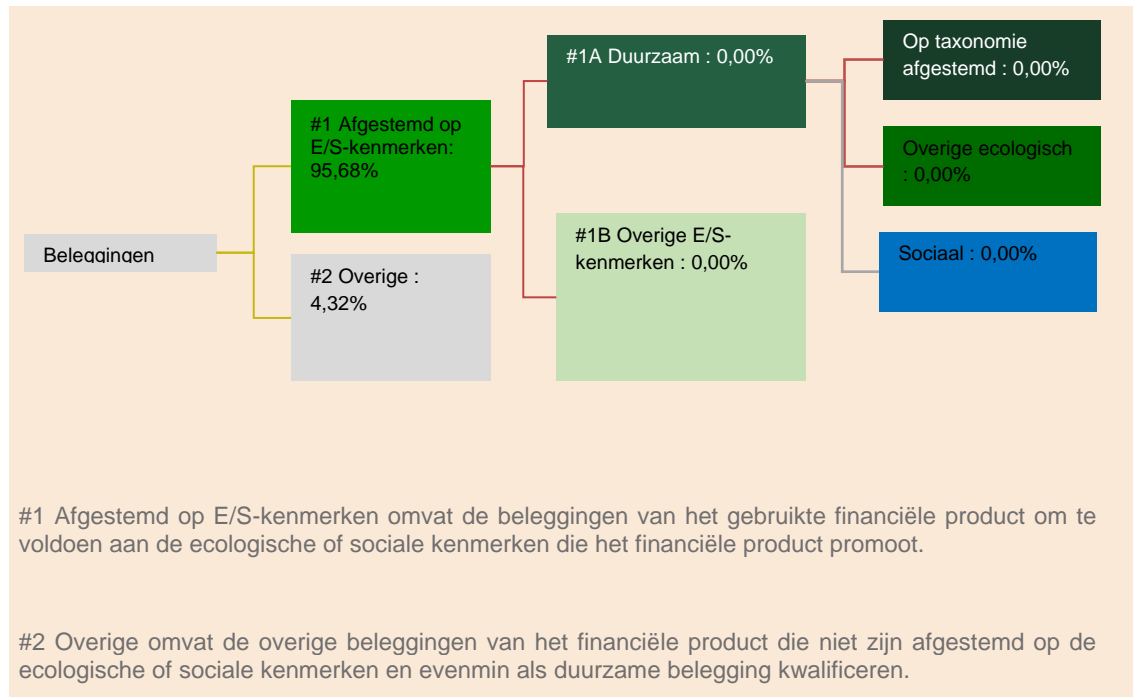 Beleggingen
#1 Afgestemd op
E/S-kenmerken:
95,68%
#2 Overige :
4,32%
#1A Duurzaam : 0,00%
#1B Overige E/S-
kenmerken : 0,00%
Op taxonomie
afgestemd : 0,00%
Overige ecologisch
: 0,00%
Sociaal : 0,00%
#1 Afgestemd op E/S-kenmerken omvat de beleggingen van het gebruikte financiële product om te
voldoen aan de ecologische of sociale kenmerken die het financiële product promoot.
#2 Overige omvat de overige beleggingen van het financiële product die niet zijn afgestemd op de
ecologische of sociale kenmerken en evenmin als duurzame belegging kwalificeren.